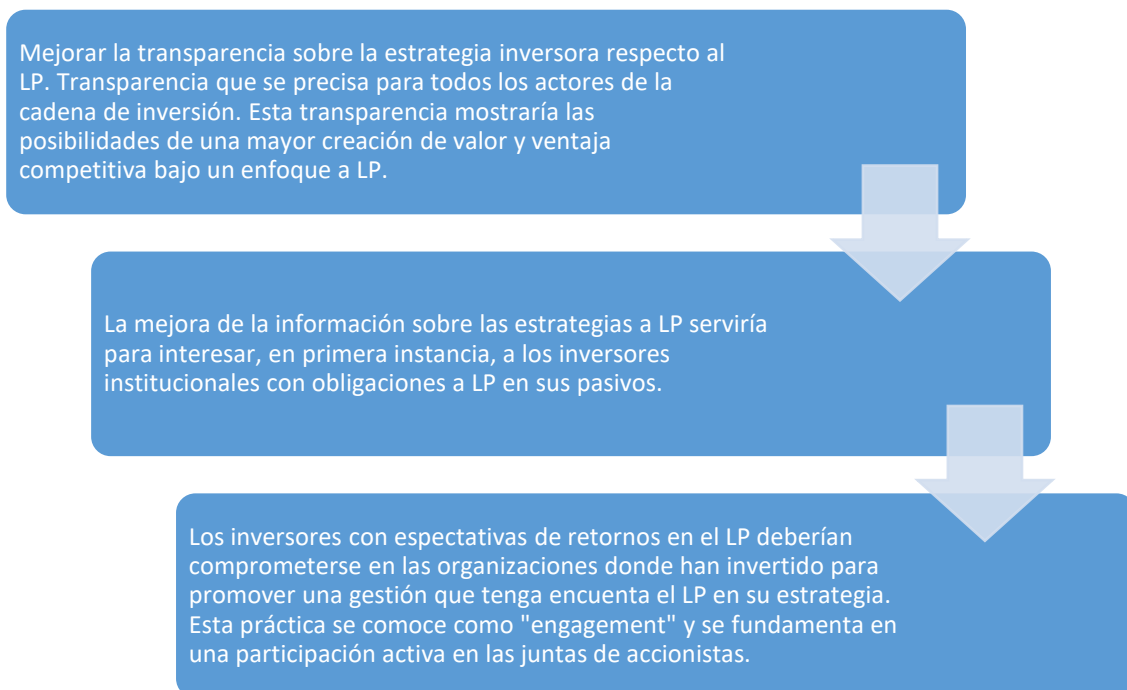 Mejorar la transparencia sobre la estrategia inversora respecto al
LP. Transparencia que se precisa para todos los actores de la
cadena de inversión. Esta transparencia mostraría las
posibilidades de una mayor creación de valor y ventaja
competitiva bajo un enfoque a LP.
La mejora de la información sobre las estrategias a LP serviría
para interesar, en primera instancia, a los inversores
institucionales con obligaciones a LP en sus pasivos.
Los inversores con espectativas de retornos en el LP deberían
comprometerse en las organizaciones donde han invertido para
promover una gestión que tenga encuenta el LP en su estrategia.
Esta práctica se comoce como "engagement" y se fundamenta en
una participación activa en las juntas de accionistas.